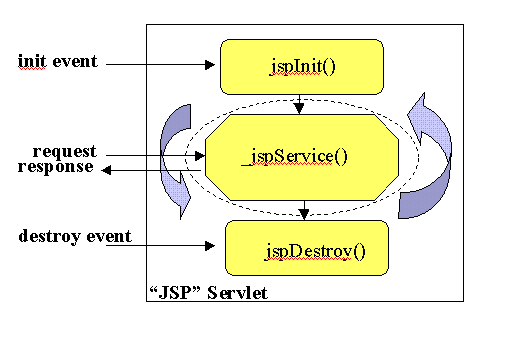 init event
jspInit()
request
_jspService()
response
destroy event
jspDestroy()
“JSP” Servlet